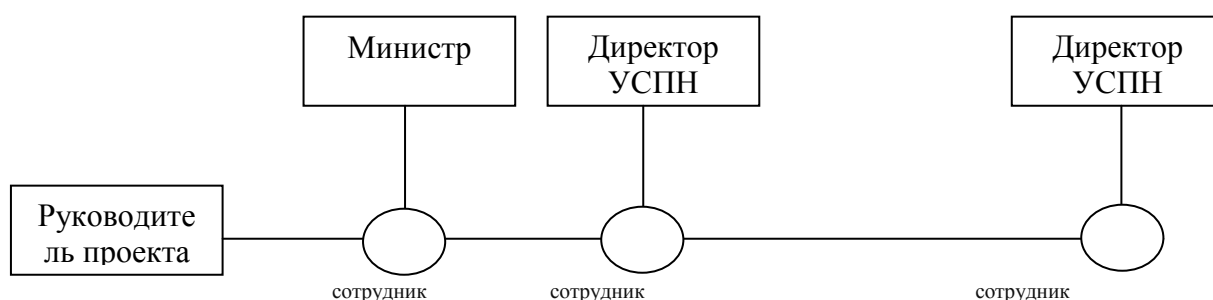 Министр
Директор
УСПН
Директор
УСПН
Руководите
ль проекта
сотрудник
сотрудник
сотрудник